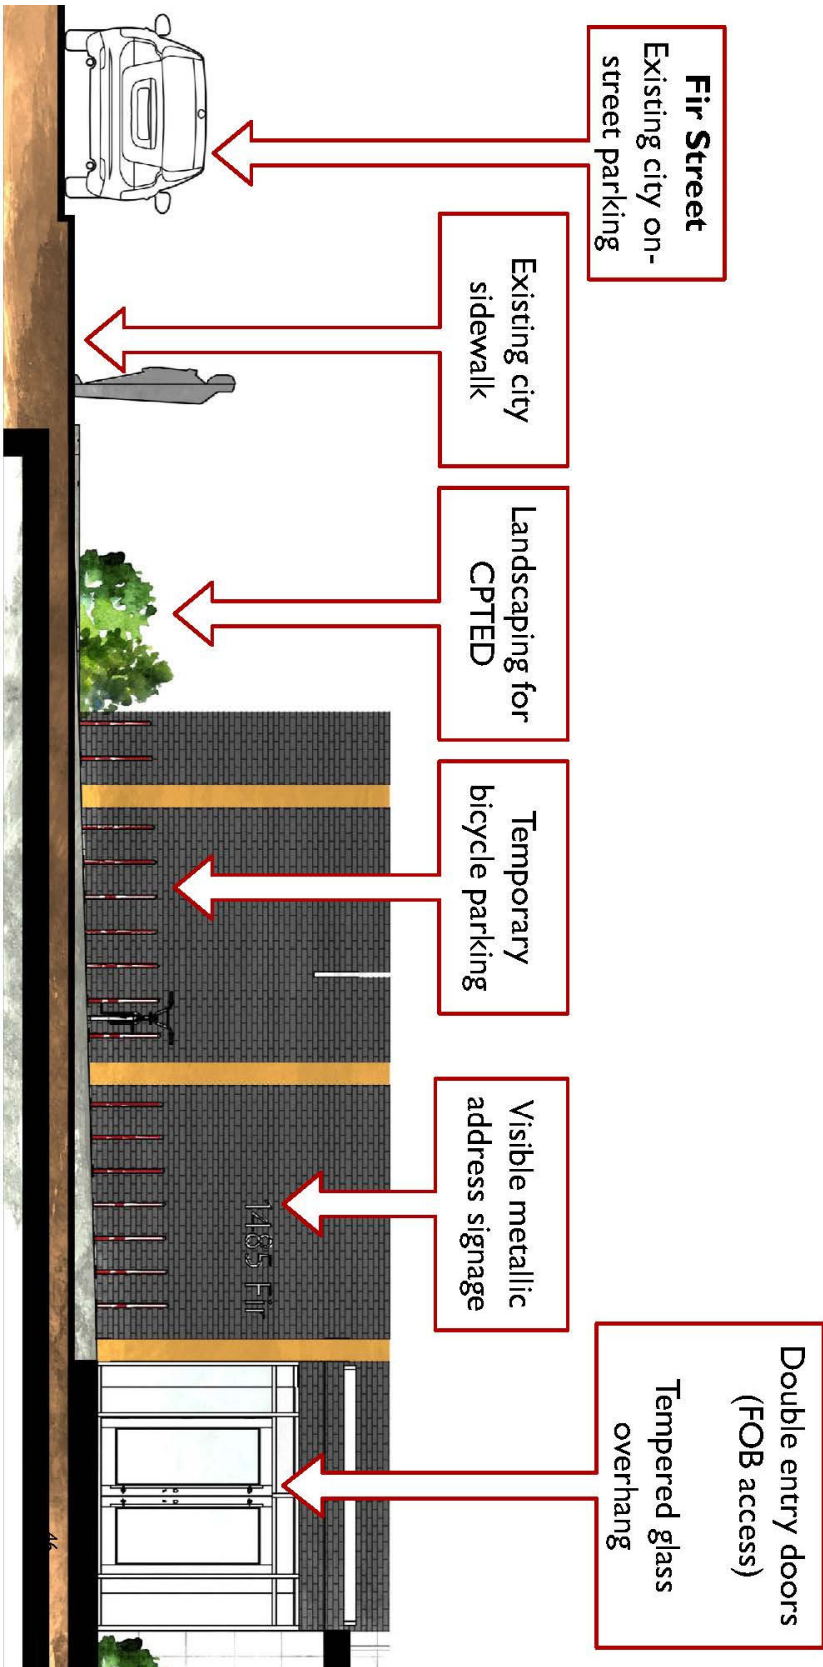 Fir Street
Existing city on-
street parking
Existing city
sidewalk
Landscaping for
CPTED
Temporary
bicycle parking
Visible metallic
address signage
Double entry doors
(FOB access)
Tempered glass
overhang
1485 Fir
46